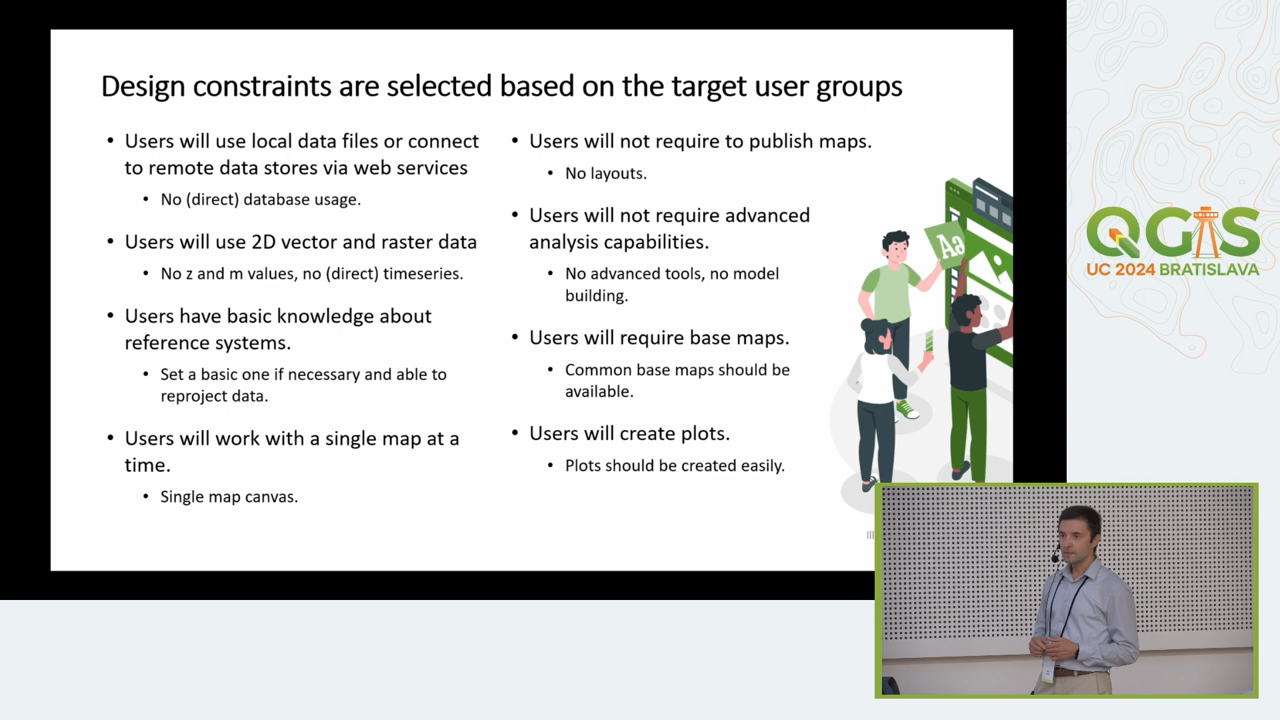 Design constraints are selected based on the target user groups
• Users will use local data files or connect
to remote data stores via web services
• No (direct) database usage.
• Users will use 2D vector and raster data
• No z and m values, no (direct) timeseries.
• Users have basic knowledge about
reference systems.
• Set a basic one if necessary and able to
reproject data.
• Users will work with a single map at a
time.
• Single map canvas.
• Users will not require to publish maps.
• No layouts.
• Users will not require advanced
analysis capabilities.
• No advanced tools, no model
building.
• Users will require base maps.
• Common base maps should be
available.
• Users will create plots.
• Plots should be created easily.
Aa
QGIS
UC 2024 BRATISLAVA